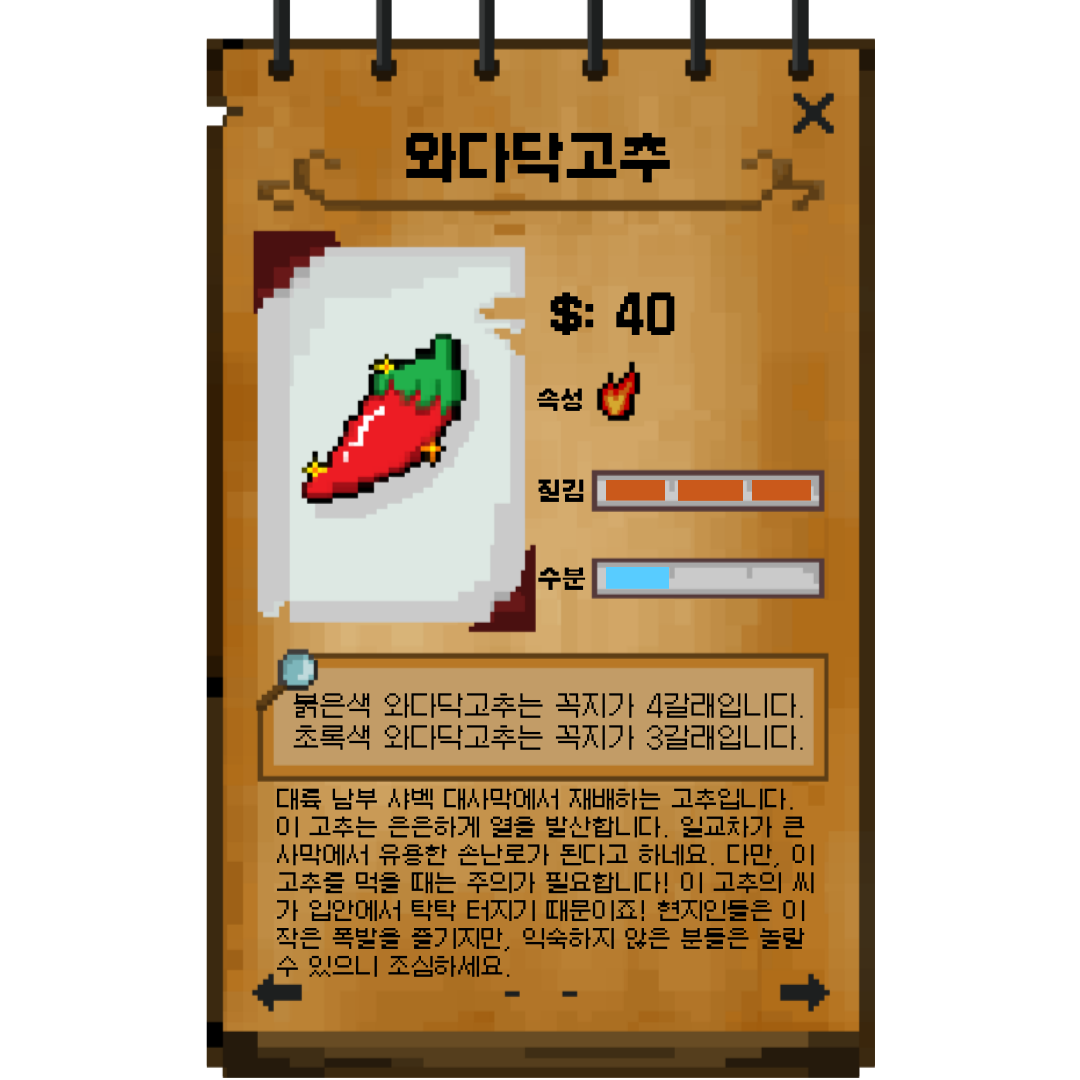 와다닥고추
$: 40
속성
질김
수분
붉은색 와다닥고추는 꼭지가 4갈래입니다.
초록색 와다닥고추는 꼭지가 3갈래입니다.
대륙 남부 샤벡 대사막에서 재배하는 고추입니다.
이 고추는 은은하게 열을 발산합니다. 일교차가 큰
사막에서 유용한 손난로가 된다고 하네요. 다만, 이
고추를 먹을 때는 주의가 필요합니다! 이 고추의 씨
가 입안에서 탁탁 터지기 때문이죠! 현지인들은 이
작은 폭발을 즐기지만, 익숙하지 않은 분들은 놀랄
수 있으니 조심하세요.